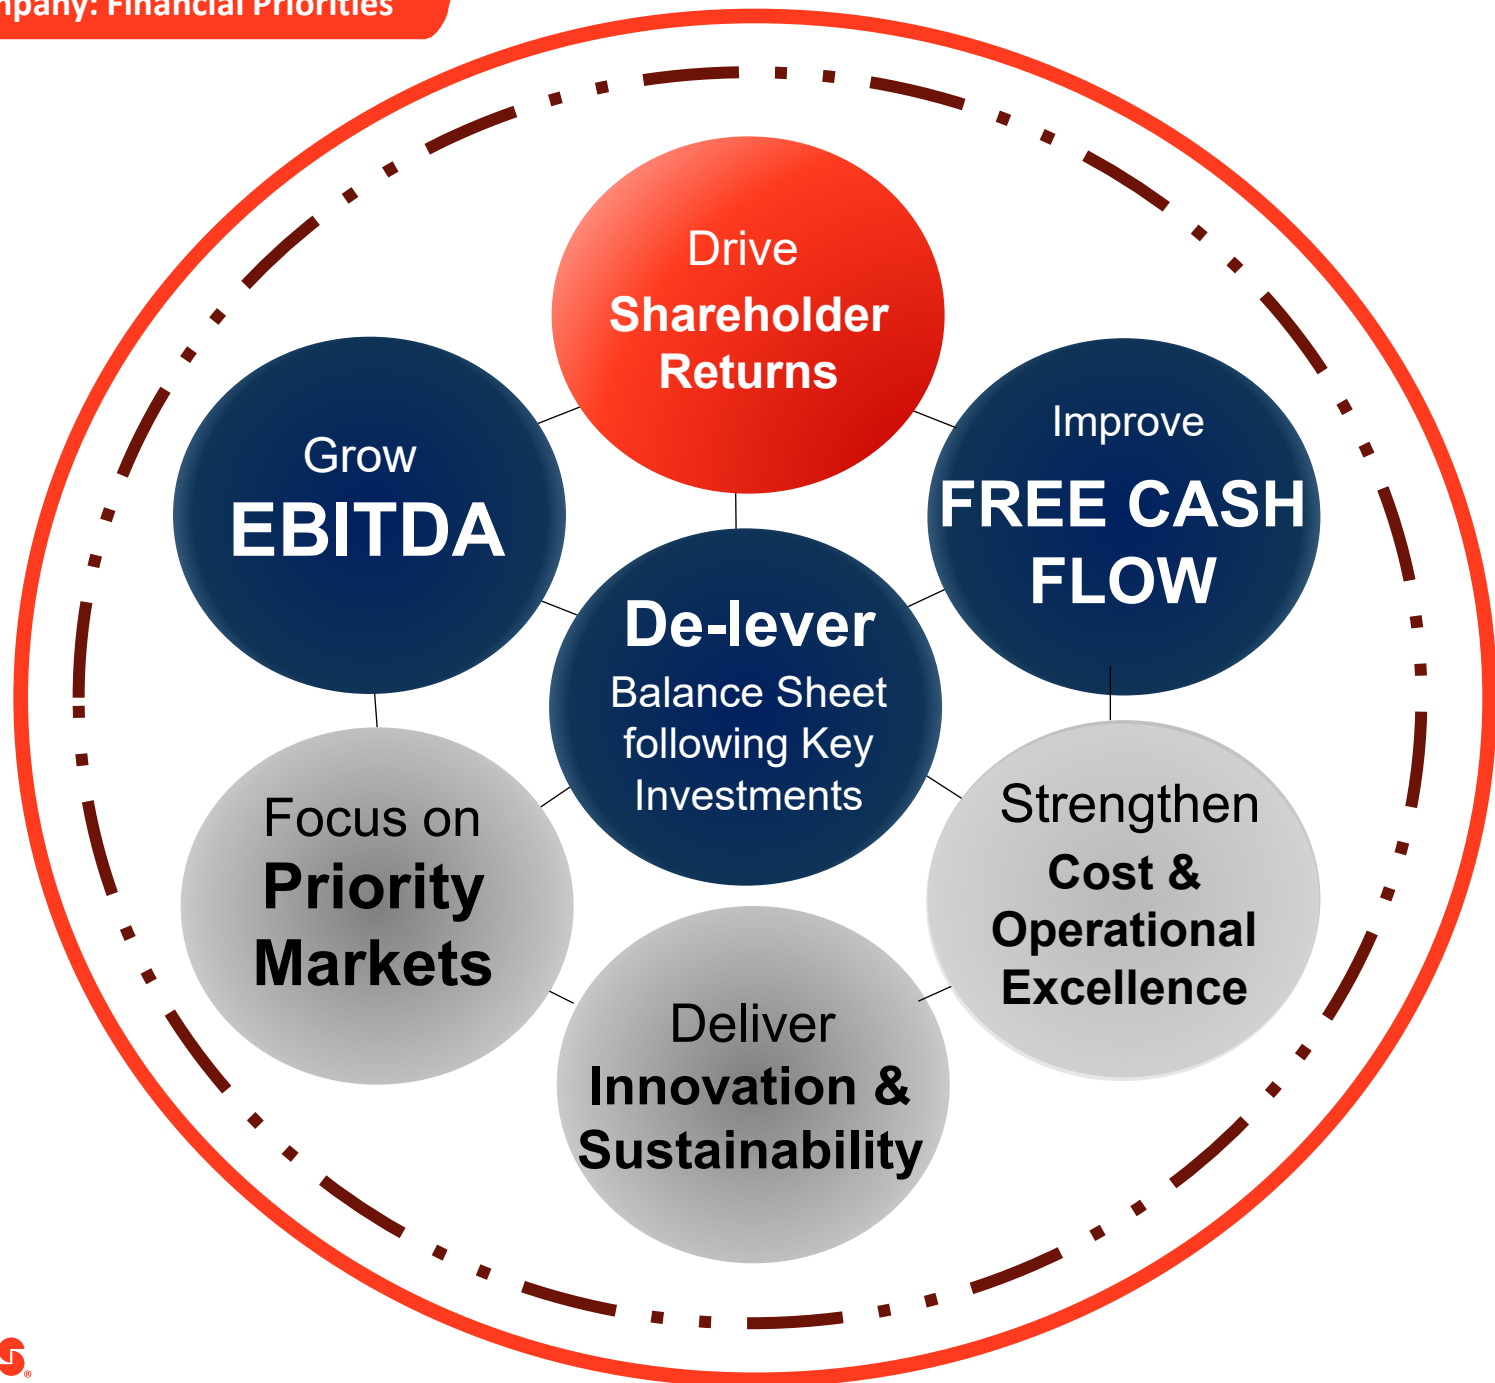 Company: Financial Priorities
Drive
Shareholder
Returns
Grow
EBITDA
Improve
FREE CASH
FLOW
De-lever
Balance Sheet
following Key
Investments
Focus on
Priority
Markets
Strengthen
Cost &
Operational
Excellence
Deliver
Innovation &
Sustainability
®